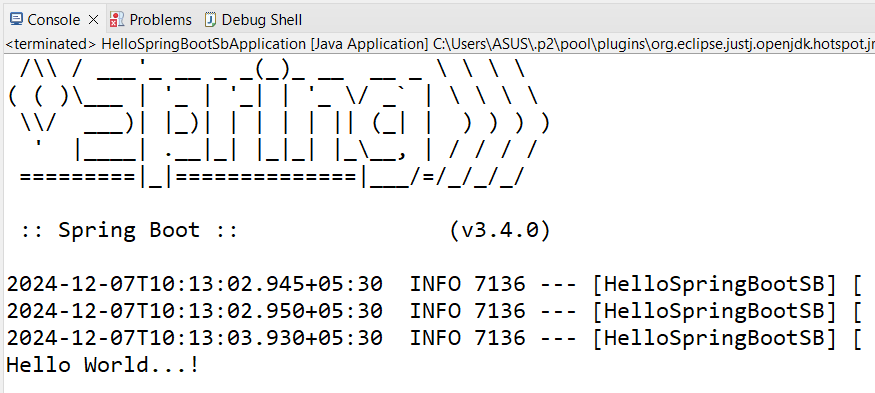 Console Problems Debug Shell
<terminated> HelloSpringBootSbApplication [Java Application] C:\Users\ASUS\.p2\pool\plugins\org.eclipse.justj.openjdk.hotspot.jr
 /\\ / ___'_ __ _ _(_)_ __  __ _ \ \ \ \
( ( )\___ | '_ | '_| | '_ \/ _` | \ \ \ \
 \\/  ___)| |_)| | | | | || (_| |  ) ) ) )
  '  |____| .__|_| |_|_| |_\__, | / / / /
 =========|_|==============|___/=/_/_/_/

 :: Spring Boot ::                (v3.4.0)

2024-12-07T10:13:02.945+05:30  INFO 7136 --- [HelloSpringBootSB] [
2024-12-07T10:13:02.950+05:30  INFO 7136 --- [HelloSpringBootSB] [
2024-12-07T10:13:03.930+05:30  INFO 7136 --- [HelloSpringBootSB] [
Hello World...!